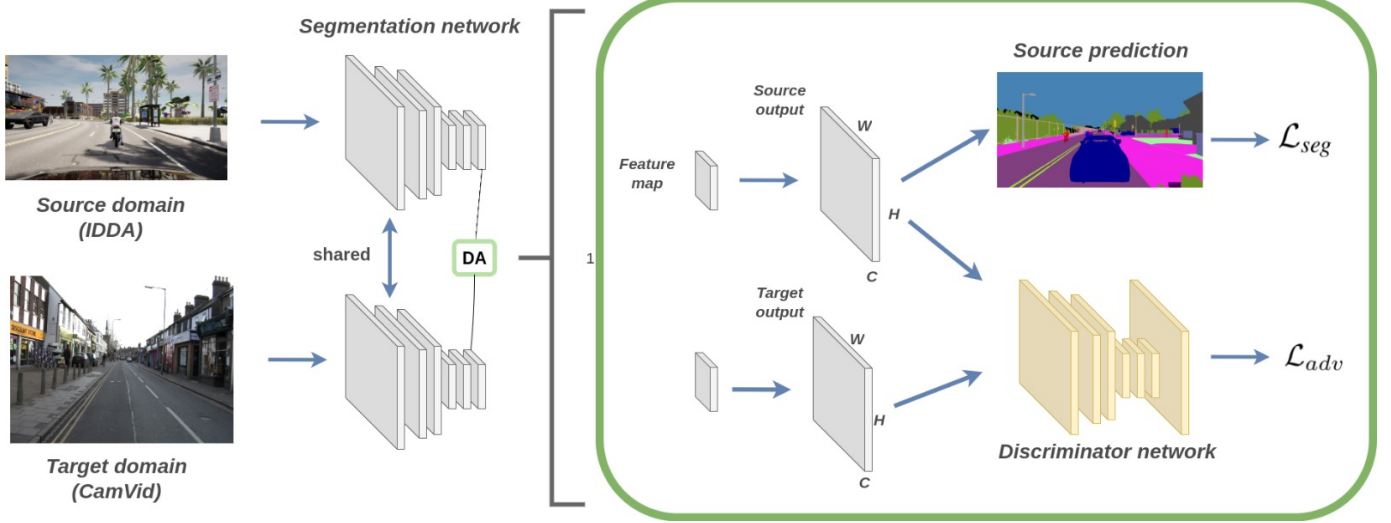 Segmentation network
Source domain
(IDDA)
shared
DA
Target domain
(CamVid)
1
Source prediction
Source
output
W
Feature
map
H
C
ℒseg
Target
output
W
H
C
ℒadv
Discriminator network